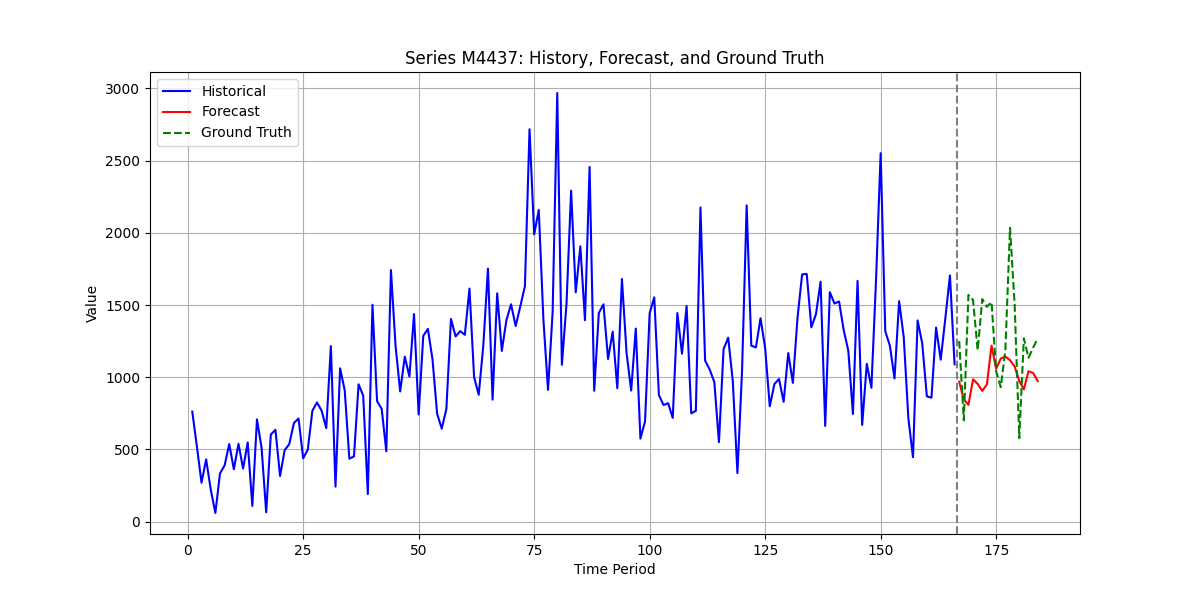 Series M4437: History, Forecast, and Ground Truth
Historical
Forecast
Ground Truth
3000
2500
2000
1500
1000
500
0
Value
0 25 50 75 100 125 150 175
Time Period